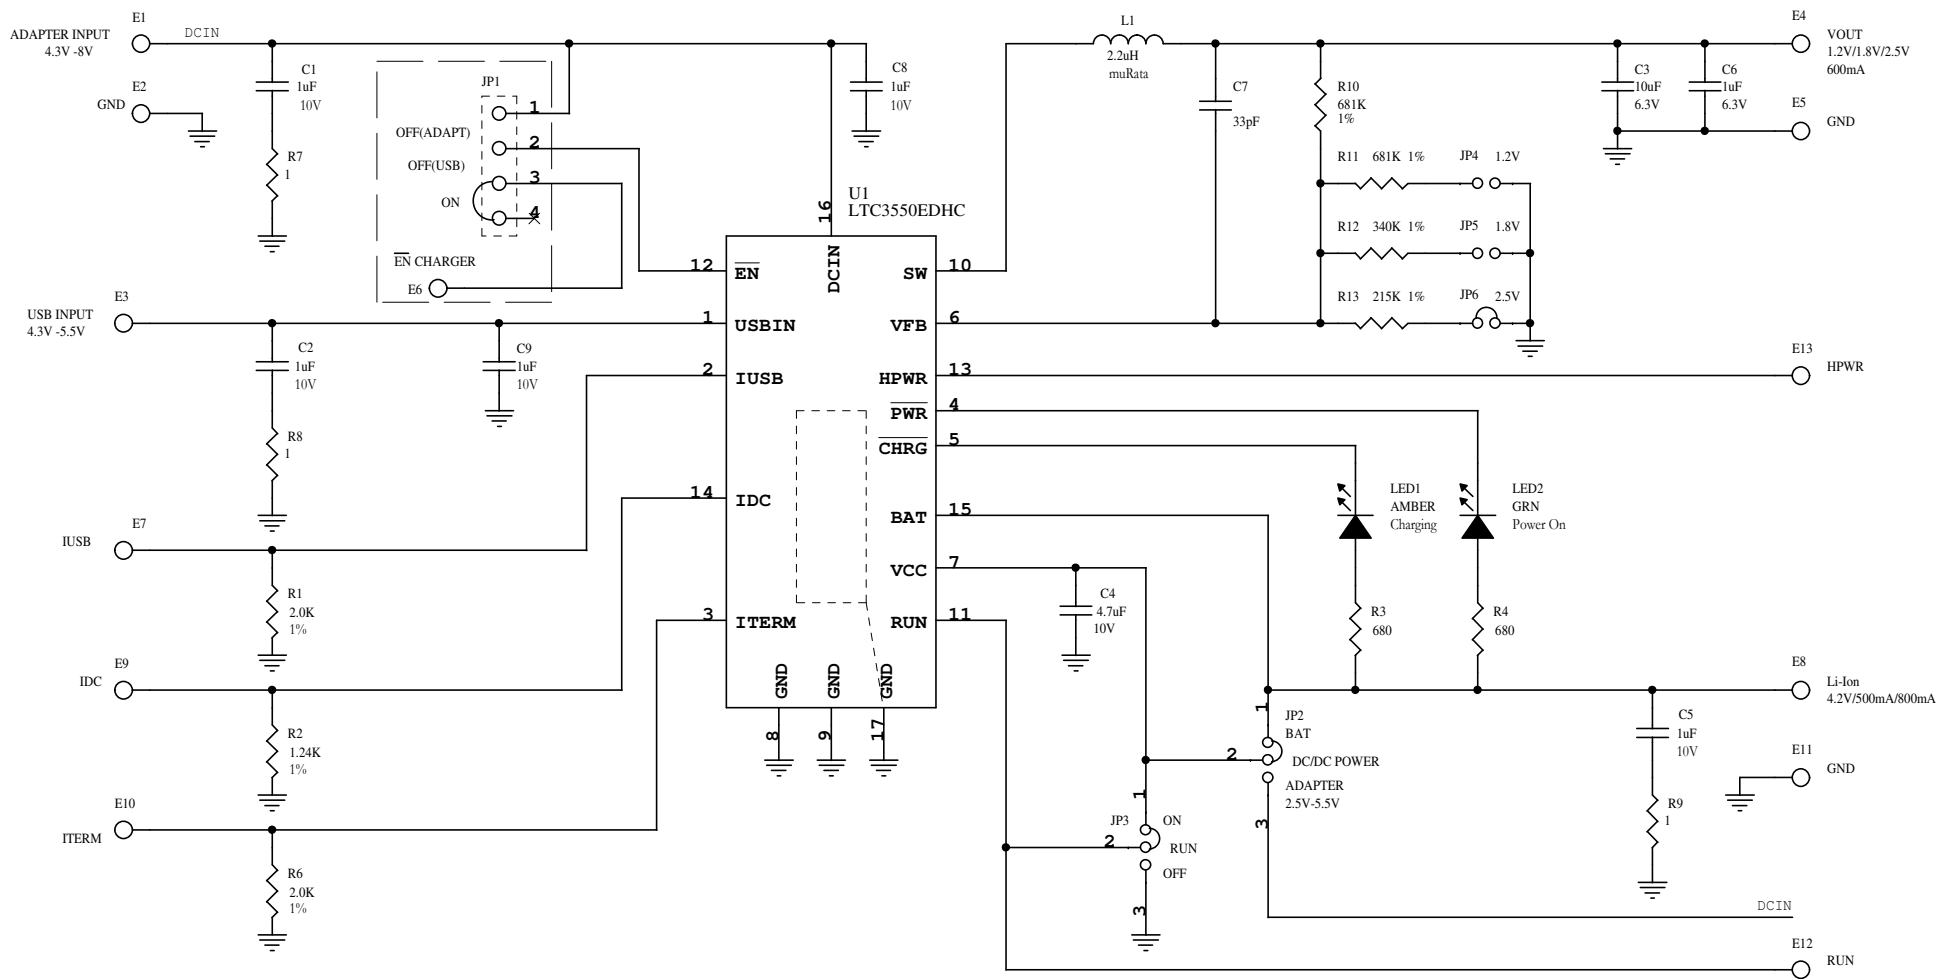 E1
ADAPTER INPUT
4.3V -8V
DCIN
E2
GND
C1
1uF
10V
R7
1
JP1
1
OFF(ADAPT)
2
OFF(USB)
3
ON
4
EN CHARGER
E6
C8
1uF
10V
E3
USB INPUT
4.3V -5.5V
C2
1uF
10V
R8
1
C9
1uF
10V
E7
IUSB
R1
2.0K
1%
E9
IDC
R2
1.24K
1%
E10
ITERM
R6
2.0K
1%
U1
LTC3550EDHC
16
DCIN
12
EN
1
USBIN
2
IUSB
14
IDC
3
ITERM
GND
8
GND
9
GND
17
SW
10
VFB
6
HPWR
13
PWR
4
CHRG
5
BAT
15
VCC
7
RUN
11
L1
2.2uH
muRata
C7
33pF
R10
681K
1%
R11 681K 1%
JP4 1.2V
R12 340K 1%
JP5 1.8V
R13 215K 1%
JP6 2.5V
C3
10uF
6.3V
C6
1uF
6.3V
E4
VOUT
1.2V/1.8V/2.5V
600mA
E5
GND
E13
HPWR
LED1
AMBER
Charging
LED2
GRN
Power On
R3
680
R4
680
C4
4.7uF
10V
E8
Li-Ion
4.2V/500mA/800mA
1
JP2
BAT
2
DC/DC POWER
ADAPTER
2.5V-5.5V
3
C5
1uF
10V
R9
1
E11
GND
1
JP3
ON
2
RUN
OFF
3
DCIN
E12
RUN